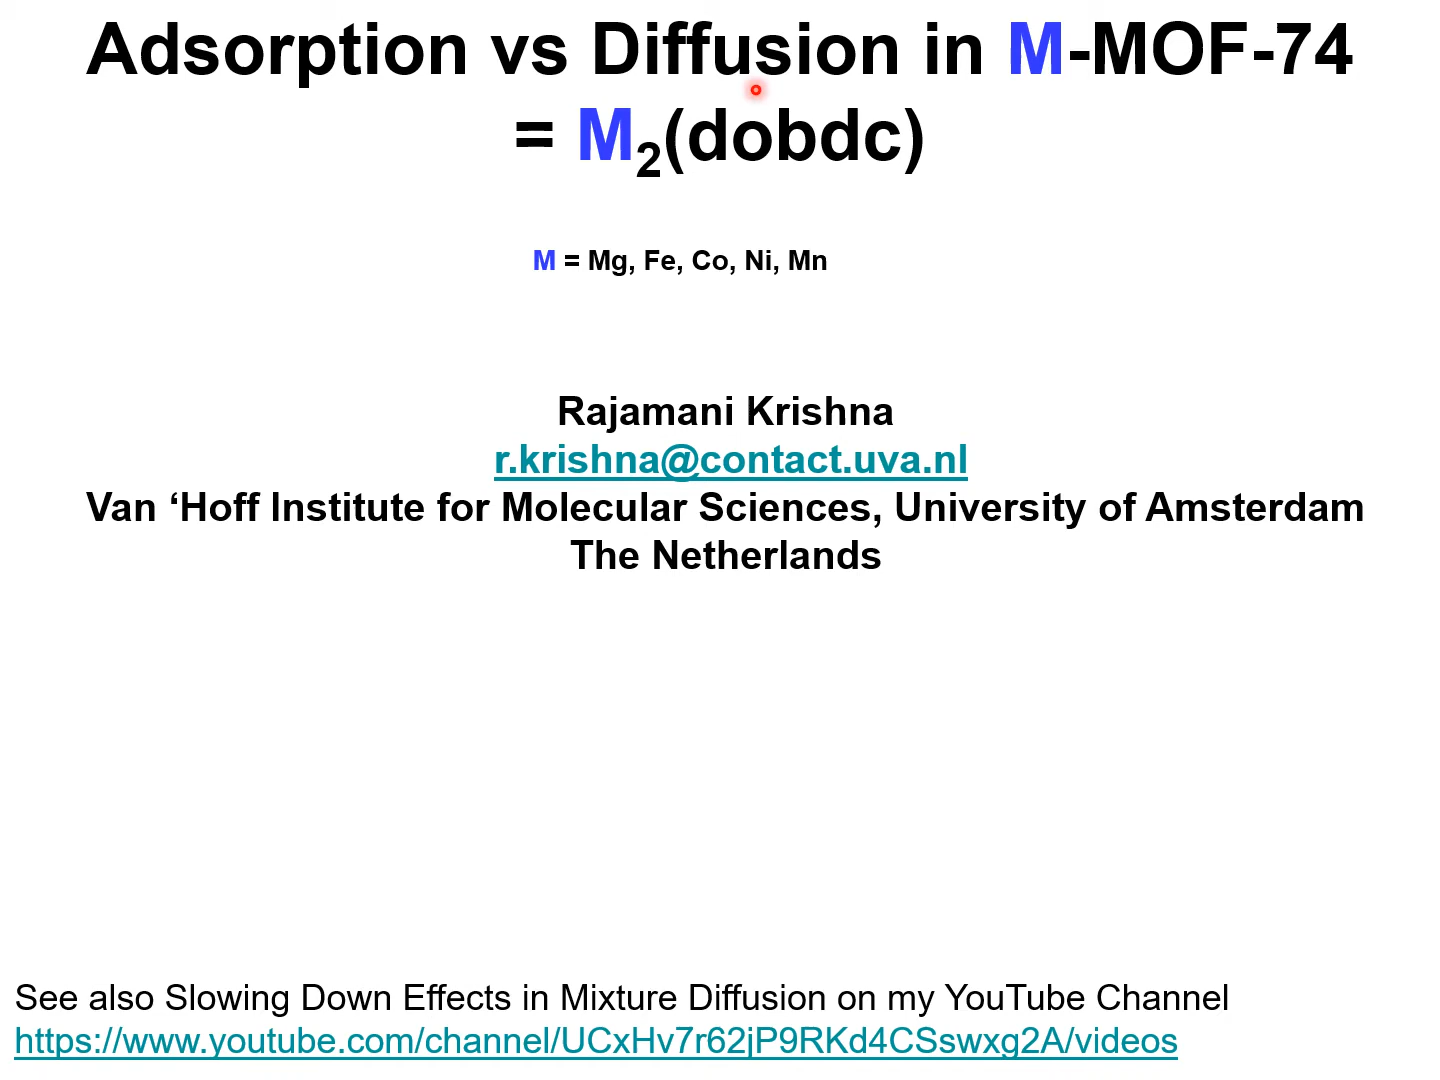 Adsorption vs Diffusion in M-MOF-74
= M₂(dobdc)
M = Mg, Fe, Co, Ni, Mn
Rajamani Krishna
r.krishna@contact.uva.nl
Van ‘Hoff Institute for Molecular Sciences, University of Amsterdam
The Netherlands
See also Slowing Down Effects in Mixture Diffusion on my YouTube Channel
https://www.youtube.com/channel/UCxHv7r62jP9RKd4CSswxg2A/videos